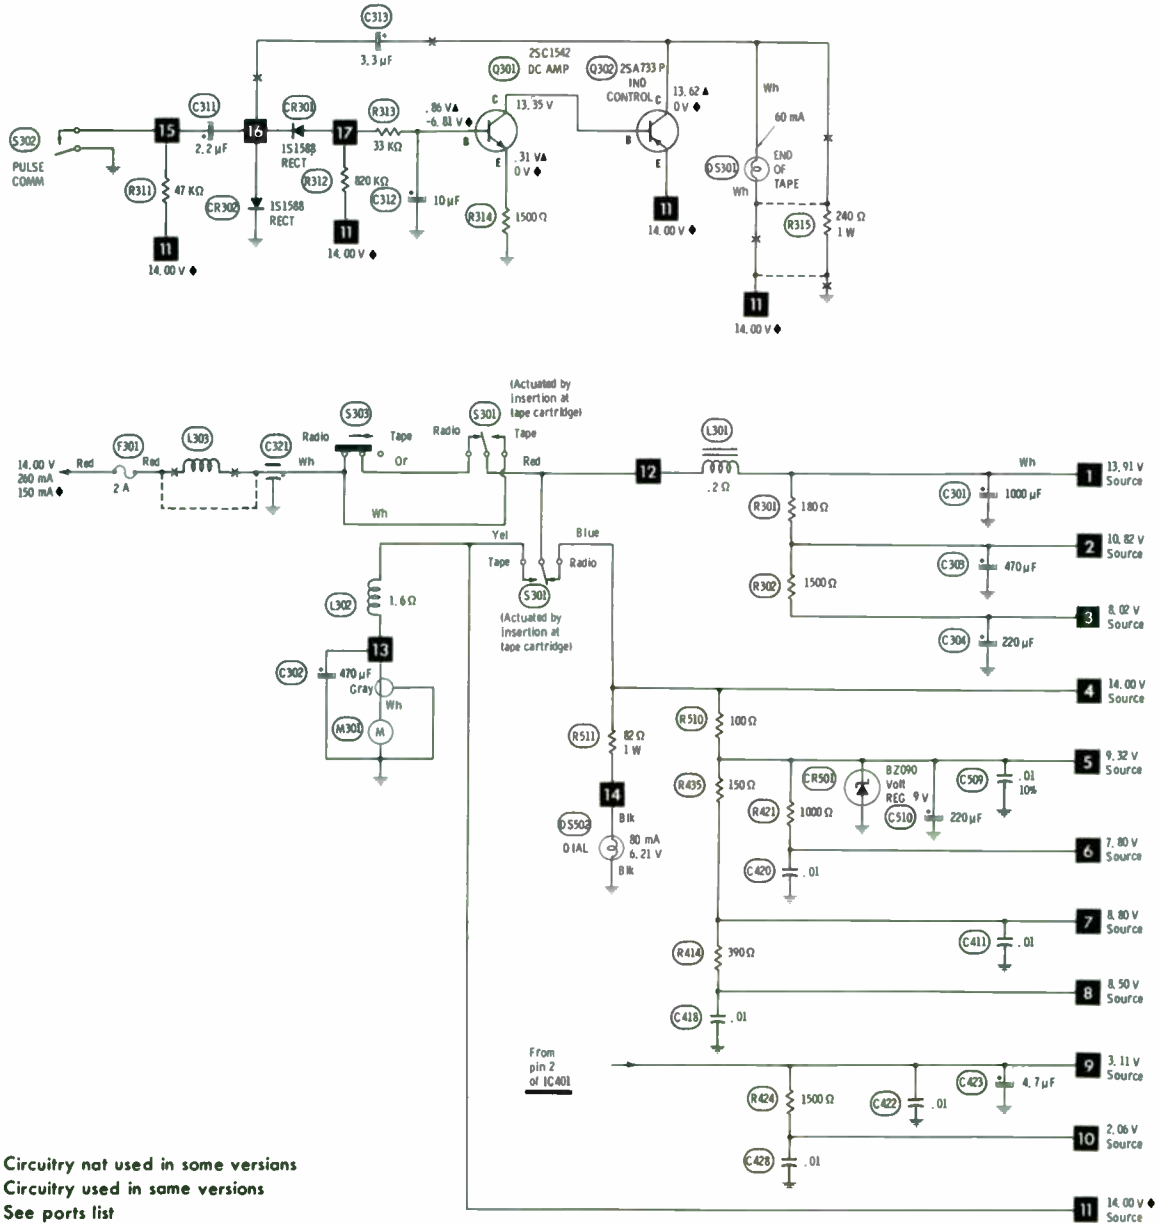 C313
3.3 µF
2SC1542
Q301
DC AMP
Q302
2SA733 P
IND
CONTROL
C
13.62 ▲
0 V ♦
C
13.35 V
.86 V▲
-6.81 V ♦
Wh
60 mA
C311
CR301
R313
S302
15
16
17
2.2 µF
1S1588
RECT
33 KΩ
B
B
E
E
.31 V▲
0 V ♦
DS301
END
OF
TAPE
Wh
PULSE
COMM
R311
47 KΩ
CR302
1S1588
RECT
R312
820 KΩ
C312
10 µF
R314
1500 Ω
R315
240 Ω
1 W
11
14.00 V ♦
11
14.00 V ♦
11
14.00 V ♦
11
14.00 V ♦
(Actuated by
insertion at
tape cartridge)
S303
S301
F301
L303
C321
Radio
Tape
Radio
Tape
L301
14.00 V
260 mA
150 mA ♦
Red
Red
2 A
Wh
Or
Red
12
.2 Ω
Wh
1
13.91 V
Source
Wh
R301
180 Ω
C301
1000 µF
Yel
Blue
2
10.82 V
Source
Tape
Radio
R302
1500 Ω
C303
470 µF
S301
L302
1.6 Ω
(Actuated by
insertion at
tape cartridge)
3
8.02 V
Source
C304
220 µF
13
C302
470 µF
Gray
Wh
4
14.00 V
Source
M301
M
R510
100 Ω
R511
82 Ω
1 W
5
9.32 V
Source
R435
150 Ω
R421
1000 Ω
CR501
BZ090
Volt
REG 9 V
C509
.01
10%
14
C510
220 µF
Blk
DS502
DIAL
80 mA
6.21 V
Blk
6
7.80 V
Source
C420
.01
7
8.80 V
Source
R414
390 Ω
C411
.01
8
8.50 V
Source
C418
.01
From
pin 2
of IC401
9
3.11 V
Source
R424
1500 Ω
C422
.01
C423
4.7 µF
10
2.06 V
Source
C428
.01
Circuitry nat used in some versians
Circuitry used in same versions
See ports list
11
14.00 V ♦
Source